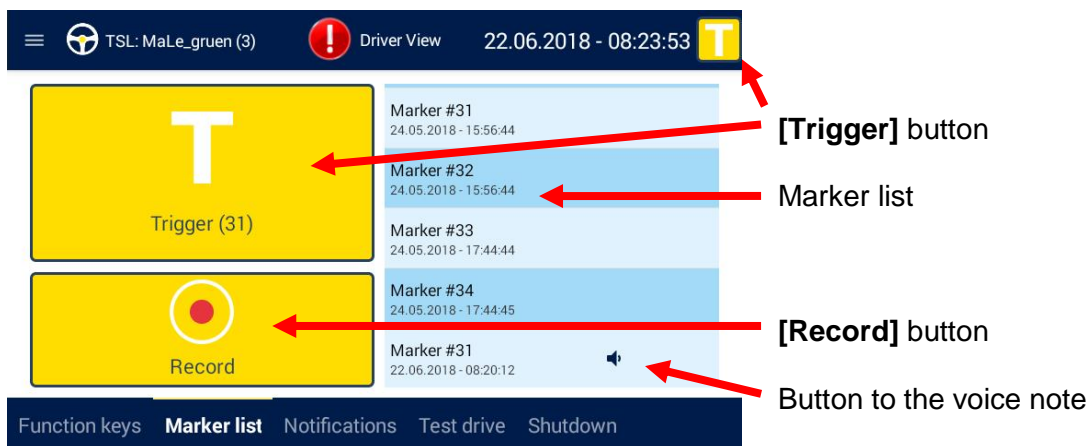 TSL: MaLe_gruen (3)
!
Driver View
22.06.2018 - 08:23:53
T
T
Trigger (31)
Record
Marker #31
24.05.2018 - 15:56:44
Marker #32
24.05.2018 - 15:56:44
Marker #33
24.05.2018 - 17:44:44
Marker #34
24.05.2018 - 17:44:45
Marker #31
22.06.2018 - 08:20:12
[Trigger] button
Marker list
[Record] button
Button to the voice note
Function keys Marker list Notifications Test drive Shutdown